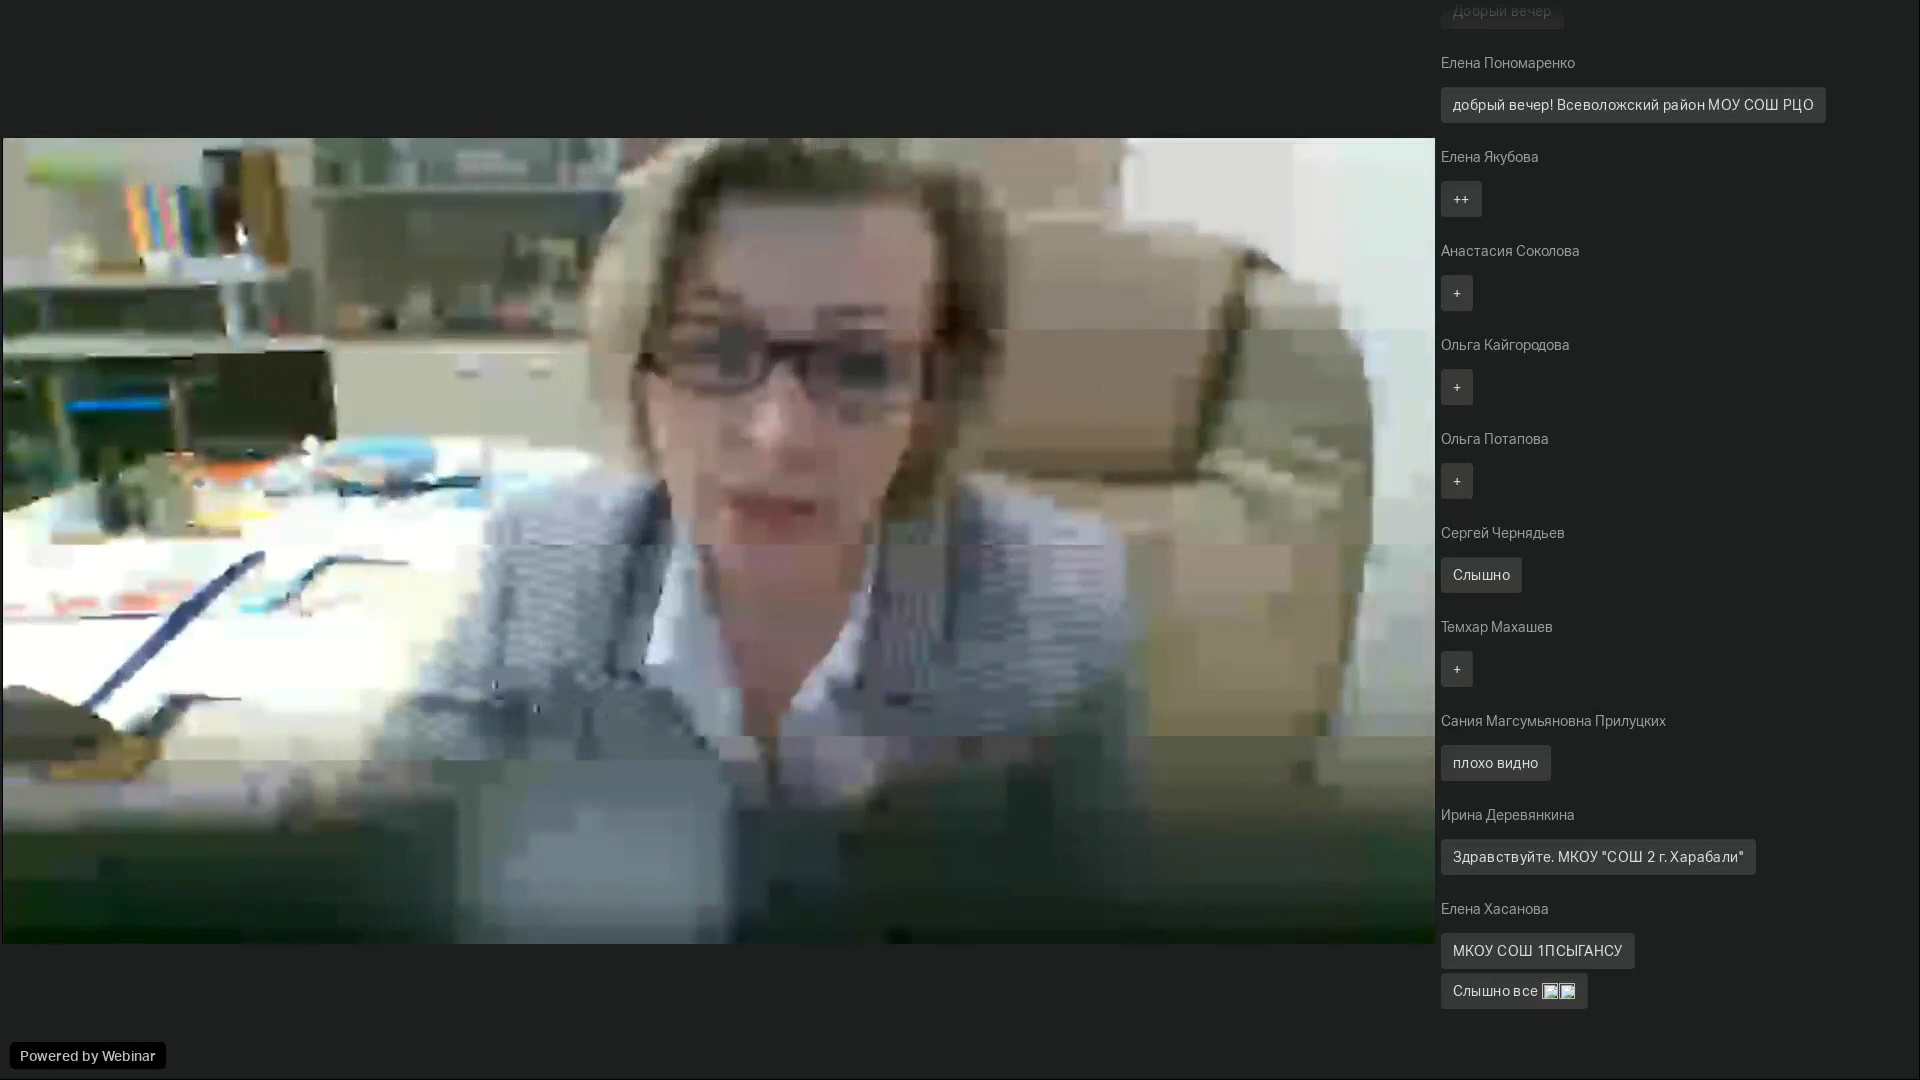 Добрый вечер
Елена Пономаренко
добрый вечер! Всеволожский район МОУ СОШ РЦО
Елена Якубова
++
Анастасия Соколова
+
Ольга Кайгородова
+
Ольга Потапова
+
Сергей Чернядьев
Слышно
Темхар Махашев
+
Сания Магсумьяновна Прилуцких
плохо видно
Ирина Деревянкина
Здравствуйте. МКОУ "СОШ 2 г. Харабали"
Елена Хасанова
МКОУ СОШ 1ПСЫГАНСУ
Слышно все
Powered by Webinar